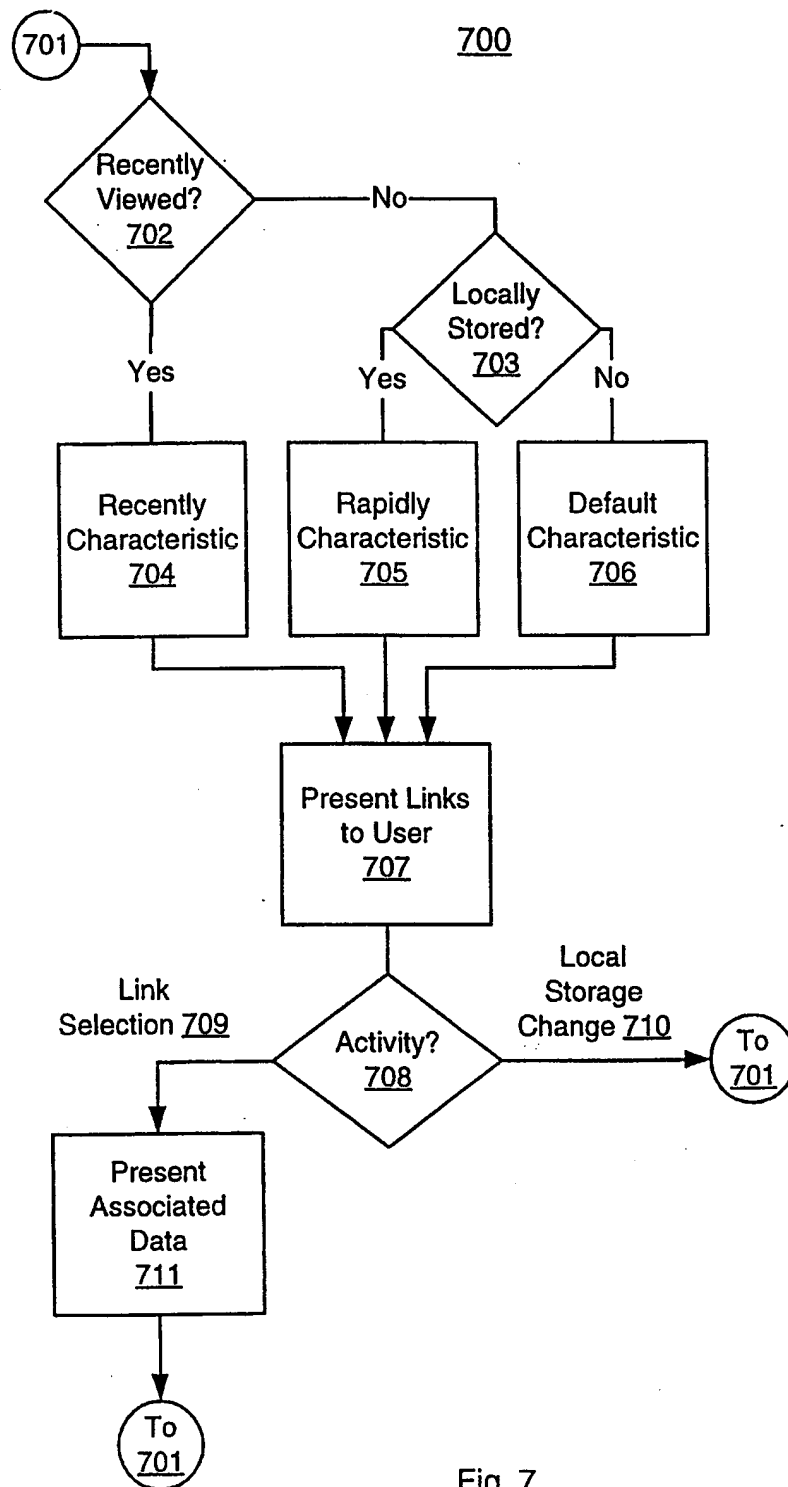 701
700
Recently
Viewed?
702
No
Locally
Stored?
703
Yes
Yes
No
Recently
Characteristic
704
Rapidly
Characteristic
705
Default
Characteristic
706
Present Links
to User
707
Link
Selection 709
Local
Storage
Change 710
Activity?
708
To
701
Present
Associated
Data
711
To
701
Fig. 7